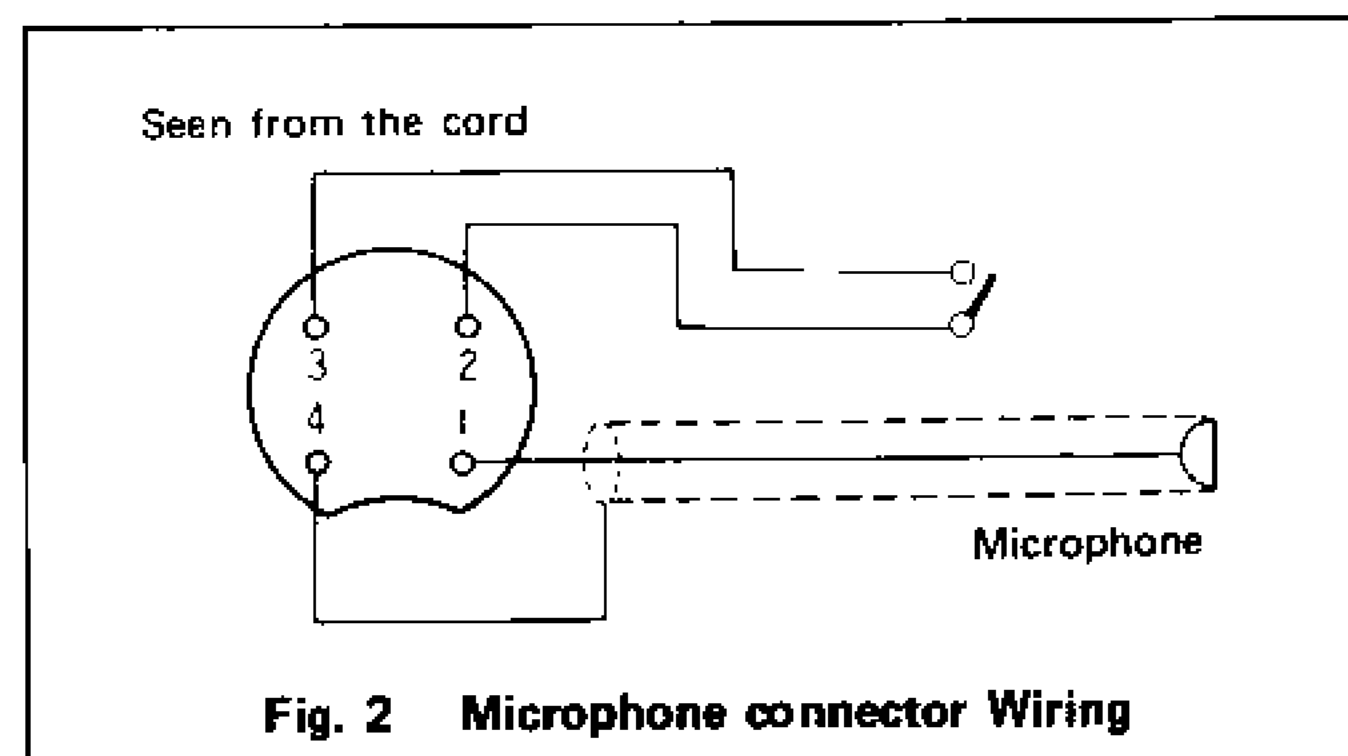 Seen from the cord
3 2
4 1
Microphone
Fig. 2 Microphone connector Wiring